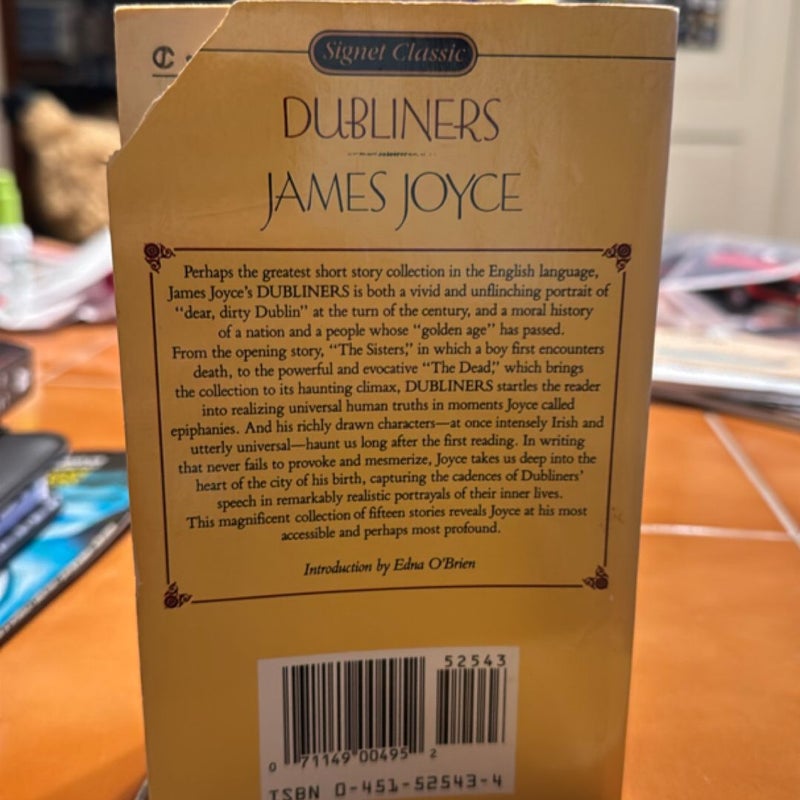 Signet Classic
DUBLINERS
JAMES JOYCE
Perhaps the greatest short story collection in the English language,
James Joyce's DUBLINERS is both a vivid and unflinching portrait of
"dear, dirty Dublin" at the turn of the century, and a moral history
of a nation and a people whose "golden age" has passed.
From the opening story, "The Sisters," in which a boy first encounters
death, to the powerful and evocative "The Dead," which brings
the collection to its haunting climax, DUBLINERS startles the reader
into realizing universal human truths in moments Joyce called
epiphanies. And his richly drawn characters—at once intensely Irish and
utterly universal—haunt us long after the first reading. In writing
that never fails to provoke and mesmerize, Joyce takes us deep into the
heart of the city of his birth, capturing the cadences of Dubliners'
speech in remarkably realistic portrayals of their inner lives.
This magnificent collection of fifteen stories reveals Joyce at his most
accessible and perhaps most profound.
Introduction by Edna O'Brien
52543
0 71149 00495 2
ISBN 0-451-52543-4